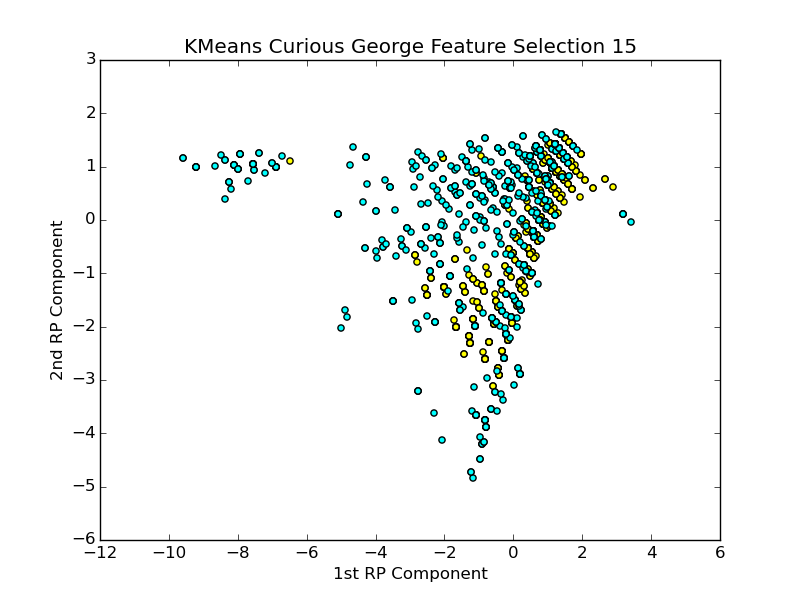 KMeans Curious George Feature Selection 15
3
2
1
0
−1
−2
−3
−4
−5
−6
2nd RP Component
−12 −10 −8 −6 −4 −2 0 2 4 6
1st RP Component